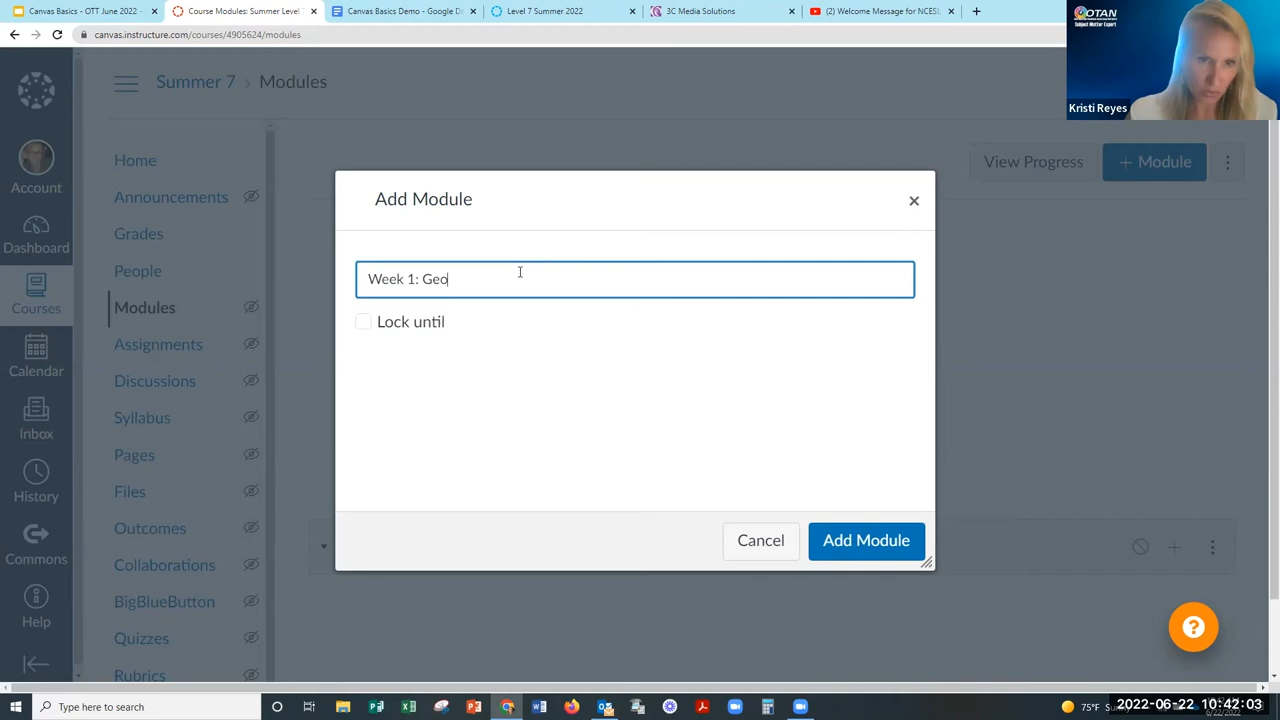 Canvas Basics - OTT June 2022 -
Course Modules: Summer Level
Canvas Basics Demo - Google D
Level 7 Summer 2022
3C Media Solutions
(2) Welcome Message for NCESL
canvas.instructure.com/courses/4905624/modules
OTAN
Subject Matter Expert
Kristi Reyes
Summer 7 › Modules
Account
Dashboard
Courses
Calendar
Inbox
History
Commons
Help
Home
Announcements
Grades
People
Modules
Assignments
Discussions
Syllabus
Pages
Files
Outcomes
Collaborations
BigBlueButton
Quizzes
Rubrics
View Progress
+ Module
Add Module
Week 1: Geo
Lock until
Cancel
Add Module
Type here to search
75°F
2022-06-22 10:42:03